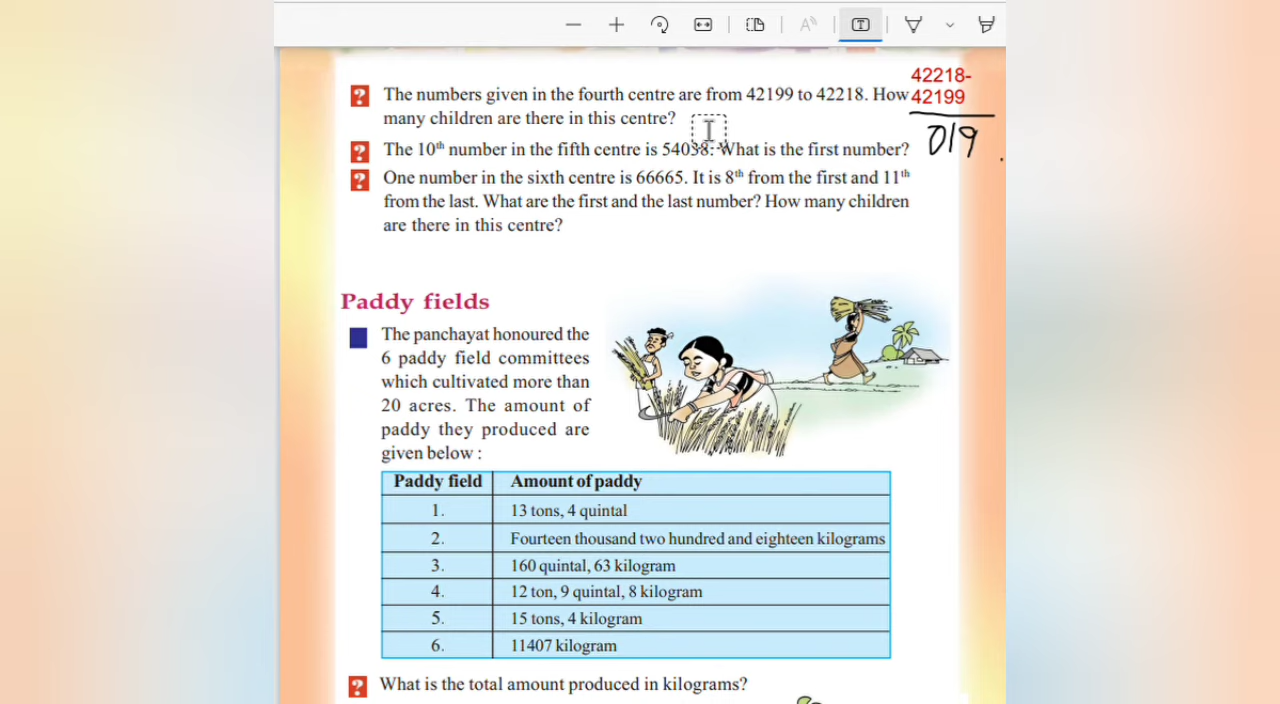 The numbers given in the fourth centre are from 42199 to 42218. How
many children are there in this centre?
42218-
42199
019
The 10th number in the fifth centre is 54038. What is the first number?
One number in the sixth centre is 66665. It is 8th from the first and 11th
from the last. What are the first and the last number? How many children
are there in this centre?
Paddy fields
The panchayat honoured the
6 paddy field committees
which cultivated more than
20 acres. The amount of
paddy they produced are
given below :
Paddy field Amount of paddy
1. 13 tons, 4 quintal
2. Fourteen thousand two hundred and eighteen kilograms
3. 160 quintal, 63 kilogram
4. 12 ton, 9 quintal, 8 kilogram
5. 15 tons, 4 kilogram
6. 11407 kilogram
What is the total amount produced in kilograms?